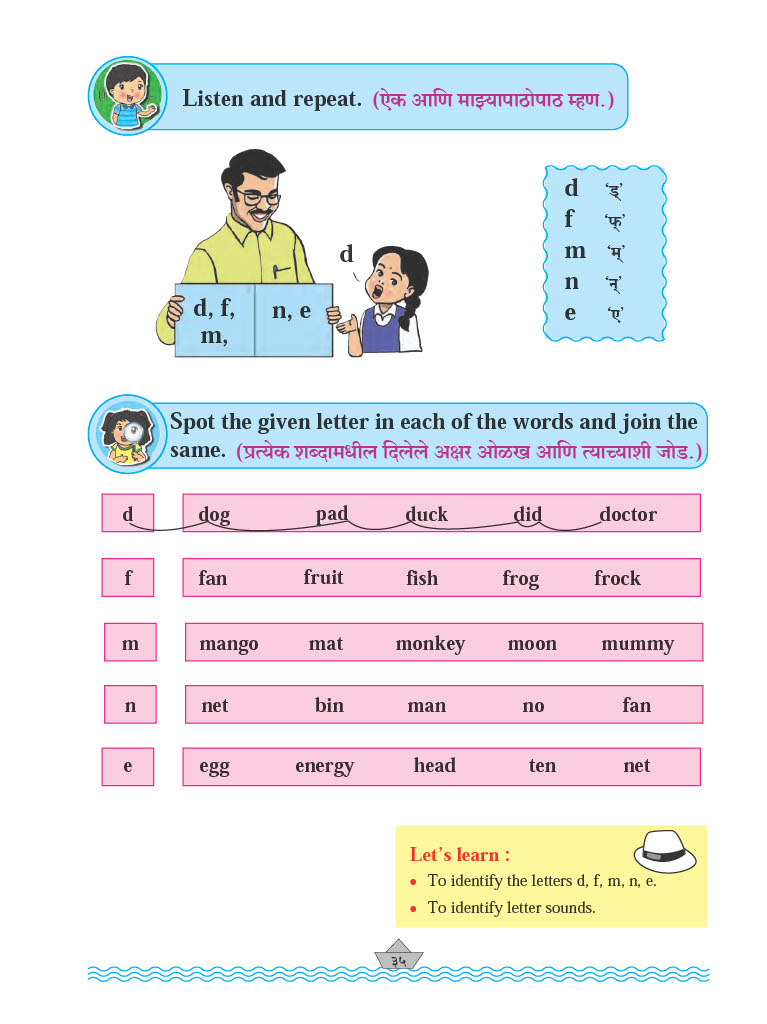 Listen and repeat. (ऐक आणि माझ्यापाठोपाठ म्हण.)
d
d, f,
m,
n, e
d ‘ड्’
f ‘फ्’
m ‘म्’
n ‘न्’
e ‘ए’
Spot the given letter in each of the words and join the
same. (प्रत्येक शब्दामधील दिलेले अक्षर ओळख आणि त्याच्याशी जोड.)
d dog pad duck did doctor
f fan fruit fish frog frock
m mango mat monkey moon mummy
n net bin man no fan
e egg energy head ten net
Let’s learn :
• To identify the letters d, f, m, n, e.
• To identify letter sounds.
३५